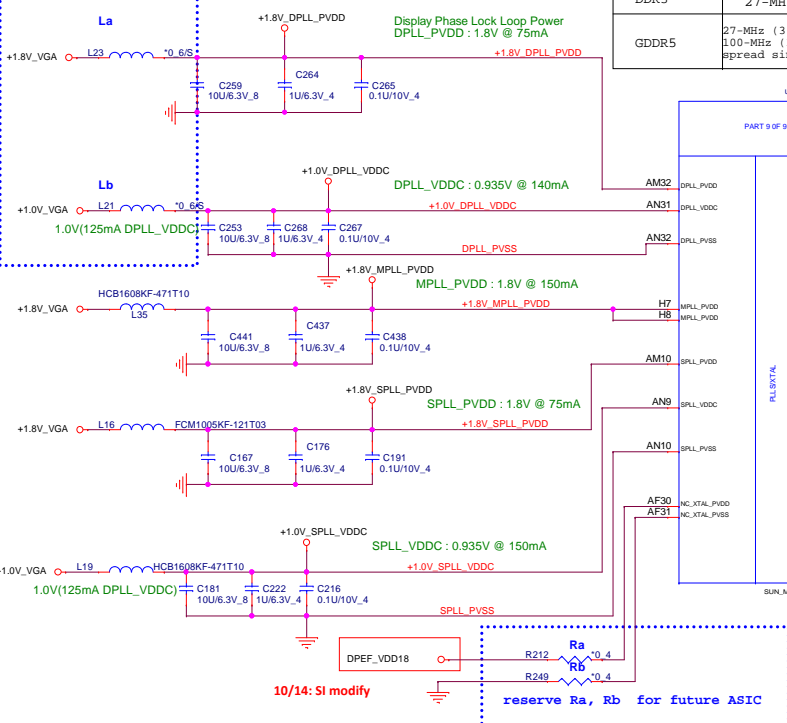 DDR5
27-MH
GDDR5
27-MHz (3
100-MHz (
spread si
La
+1.8V_DPLL_PVDD
Display Phase Lock Loop Power
DPLL_PVDD : 1.8V @ 75mA
+1.8V_VGA
L23
*0_6/S
+1.8V_DPLL_PVDD
C259
10U/6.3V_8
C264
1U/6.3V_4
C265
0.1U/10V_4
PART 9 OF 9
Lb
+1.0V_DPLL_VDDC
DPLL_VDDC : 0.935V @ 140mA
+1.0V_VGA
L21
*0_6/S
+1.0V_DPLL_VDDC
1.0V(125mA DPLL_VDDC)
C253
10U/6.3V_8
C268
1U/6.3V_4
C267
0.1U/10V_4
DPLL_PVSS
AM32
DPLL_PVDD
AN31
DPLL_VDDC
AN32
DPLL_PVSS
+1.8V_MPLL_PVDD
MPLL_PVDD : 1.8V @ 150mA
HCB1608KF-471T10
+1.8V_VGA
L35
+1.8V_MPLL_PVDD
C441
10U/6.3V_8
C437
1U/6.3V_4
C438
0.1U/10V_4
H7
MPLL_PVDD
H8
MPLL_PVDD
AM10
SPLL_PVDD
+1.8V_SPLL_PVDD
SPLL_PVDD : 1.8V @ 75mA
+1.8V_VGA
L16
FCM1005KF-121T03
+1.8V_SPLL_PVDD
C167
10U/6.3V_8
C176
1U/6.3V_4
C191
0.1U/10V_4
AN9
SPLL_VDDC
AN10
SPLL_PVSS
PLLS/XTAL
AF30
NC_XTAL_PVDD
AF31
NC_XTAL_PVSS
+1.0V_SPLL_VDDC
SPLL_VDDC : 0.935V @ 150mA
+1.0V_VGA
L19
HCB1608KF-471T10
+1.0V_SPLL_VDDC
1.0V(125mA DPLL_VDDC)
C181
10U/6.3V_8
C222
1U/6.3V_4
C216
0.1U/10V_4
SPLL_PVSS
SUN_M
DPEF_VDD18
R212
Ra
*0_4
R249
Rb
*0_4
10/14: SI modify
reserve Ra, Rb for future ASIC